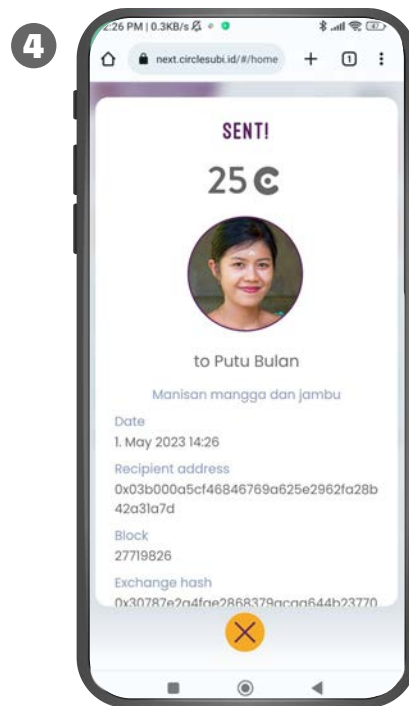 4
2:26 PM | 0.3KB/s
next.circlesubi.id/#/home
1
SENT!
25
to Putu Bulan
Manisan mangga dan jambu
Date
1. May 2023 14:26
Recipient address
0x03b000a5cf46846769a625e2962fa28b
42a31a7d
Block
27719826
Exchange hash